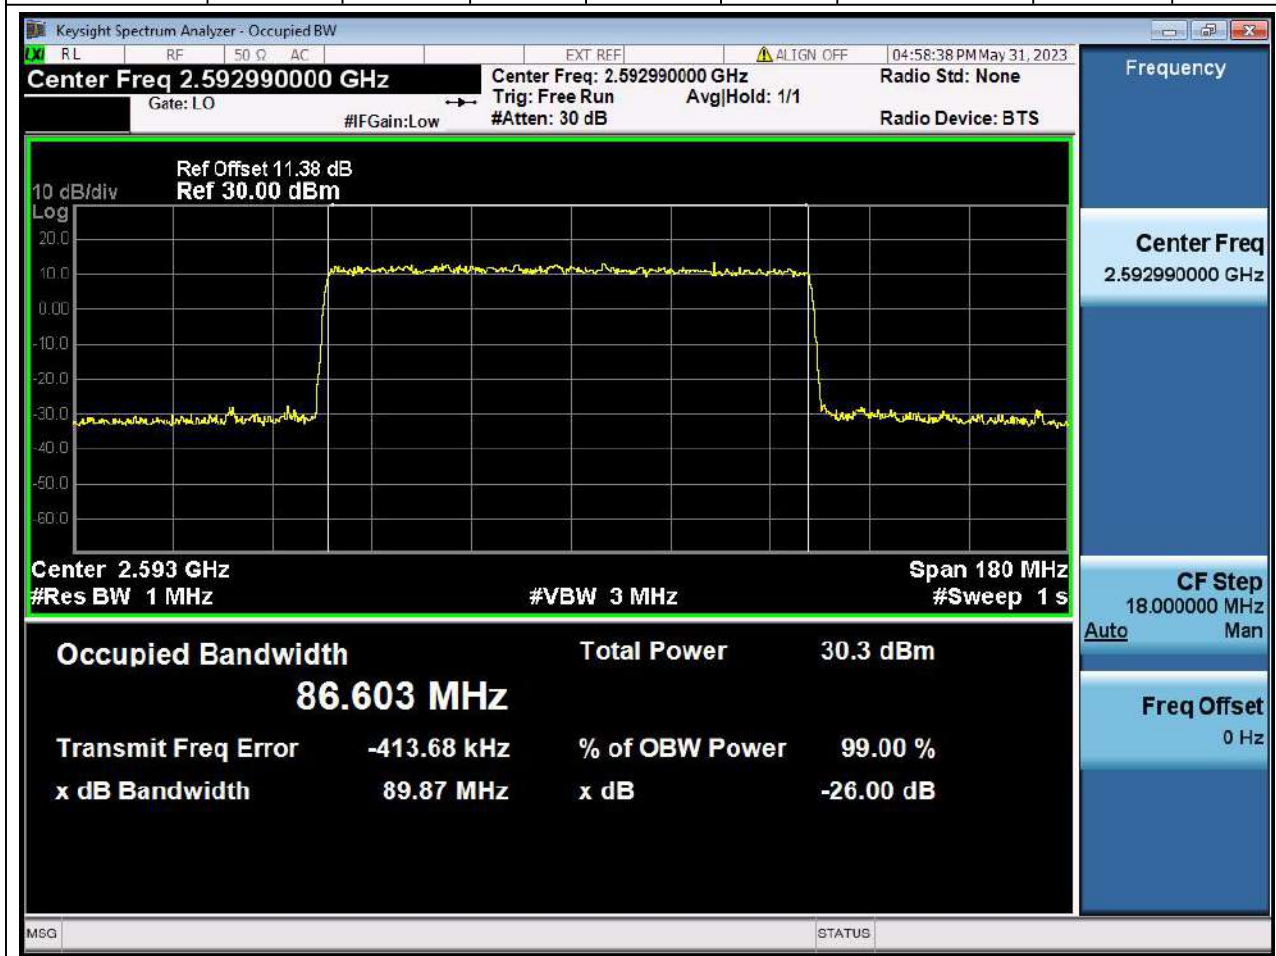 Keysight Spectrum Analyzer - Occupied BW
LXI RL RF 50 Ω AC EXT REF ALIGN OFF 04:58:38 PM May 31, 2023
Center Freq 2.592990000 GHz Center Freq: 2.592990000 GHz Radio Std: None
Gate: LO Trig: Free Run Avg|Hold: 1/1
#IFGain:Low #Atten: 30 dB Radio Device: BTS
Ref Offset 11.38 dB
10 dB/div Ref 30.00 dBm
Log
20.0
10.0
0.00
-10.0
-20.0
-30.0
-40.0
-50.0
-60.0
Center 2.593 GHz Span 180 MHz
#Res BW 1 MHz #VBW 3 MHz #Sweep 1 s
Occupied Bandwidth Total Power 30.3 dBm
86.603 MHz
Transmit Freq Error -413.68 kHz % of OBW Power 99.00 %
x dB Bandwidth 89.87 MHz x dB -26.00 dB
MSG STATUS
Frequency
Center Freq
2.592990000 GHz
CF Step
18.000000 MHz
Auto Man
Freq Offset
0 Hz